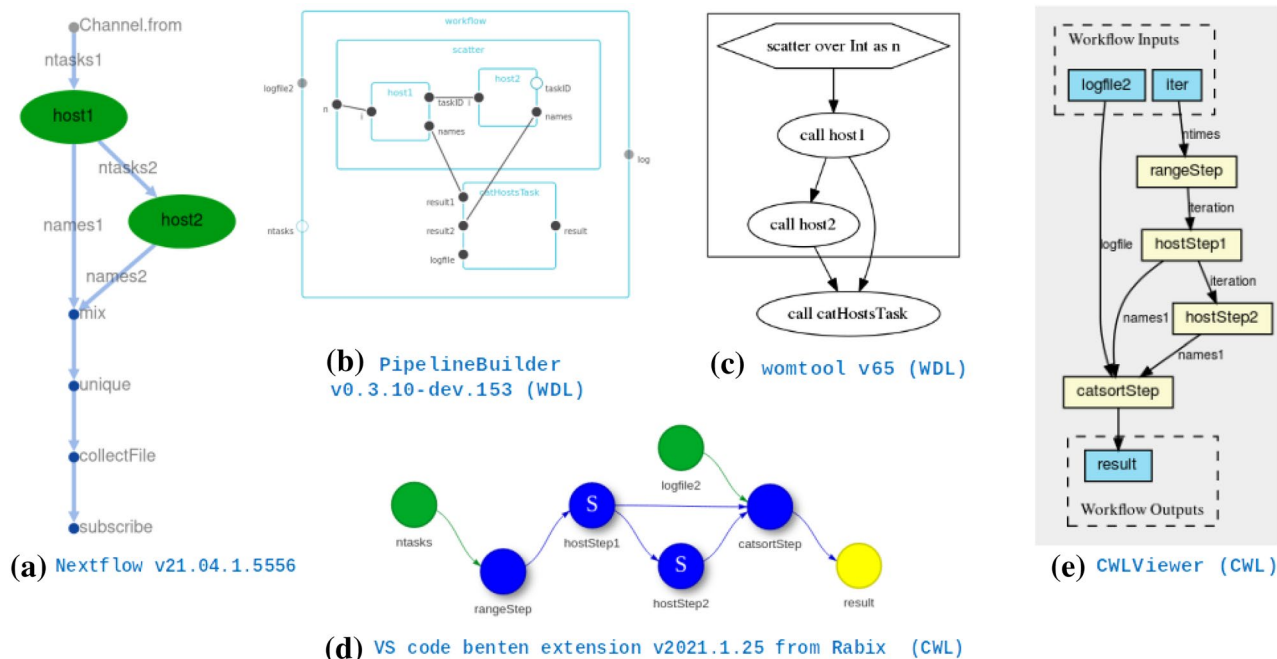 Channel.from
ntasks1
host1
ntasks2
names1
host2
names2
mix
unique
collectFile
subscribe
(a) Nextflow v21.04.1.5556
workflow
scatter
logfile2
host1
host2
taskID
n
i
taskID
i
names
names
log
catHostsTask
result1
ntasks
result2
result
logfile
(b) PipelineBuilder
v0.3.10-dev.153 (WDL)
scatter over Int as n
call host1
call host2
call catHostsTask
(c) womtool v65 (WDL)
ntasks
rangeStep
S
hostStep1
logfile2
S
hostStep2
catsortStep
result
(d) VS code benten extension v2021.1.25 from Rabix (CWL)
Workflow Inputs
logfile2
iter
ntimes
rangeStep
iteration
logfile
hostStep1
iteration
names1
hostStep2
names1
catsortStep
result
Workflow Outputs
(e) CWLViewer (CWL)